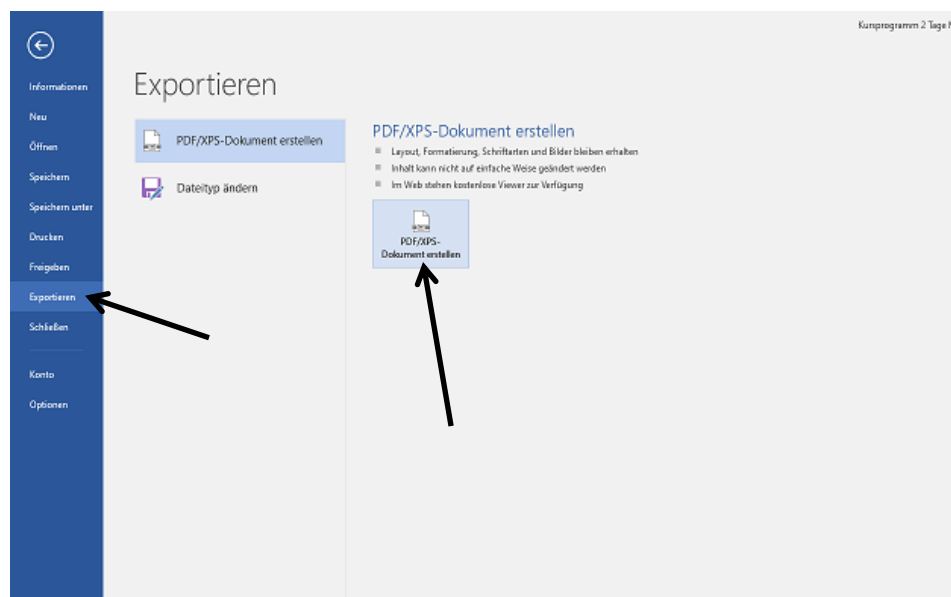 Kursprogramm 2 Tage
Informationen
Neu
Öffnen
Speichern
Speichern unter
Drucken
Freigeben
Exportieren
Schließen
Konto
Optionen
Exportieren
PDF/XPS-Dokument erstellen
Dateityp ändern
PDF/XPS-Dokument erstellen
Layout, Formatierung, Schriftarten und Bilder bleiben erhalten
Inhalt kann nicht auf einfache Weise geändert werden
Im Web stehen kostenlose Viewer zur Verfügung
PDF/XPS-
Dokument erstellen